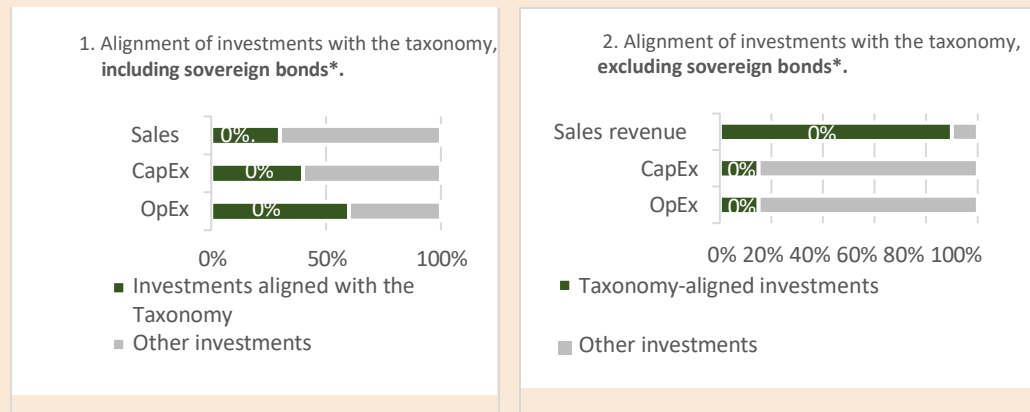 1. Alignment of investments with the taxonomy,
including sovereign bonds*.
Sales
0%.
CapEx
0%
OpEx
0%
0% 50% 100%
Investments aligned with the
Taxonomy
Other investments
2. Alignment of investments with the taxonomy,
excluding sovereign bonds*.
Sales revenue
0%
CapEx
0%
OpEx
0%
0% 20% 40% 60% 80% 100%
Taxonomy-aligned investments
Other investments